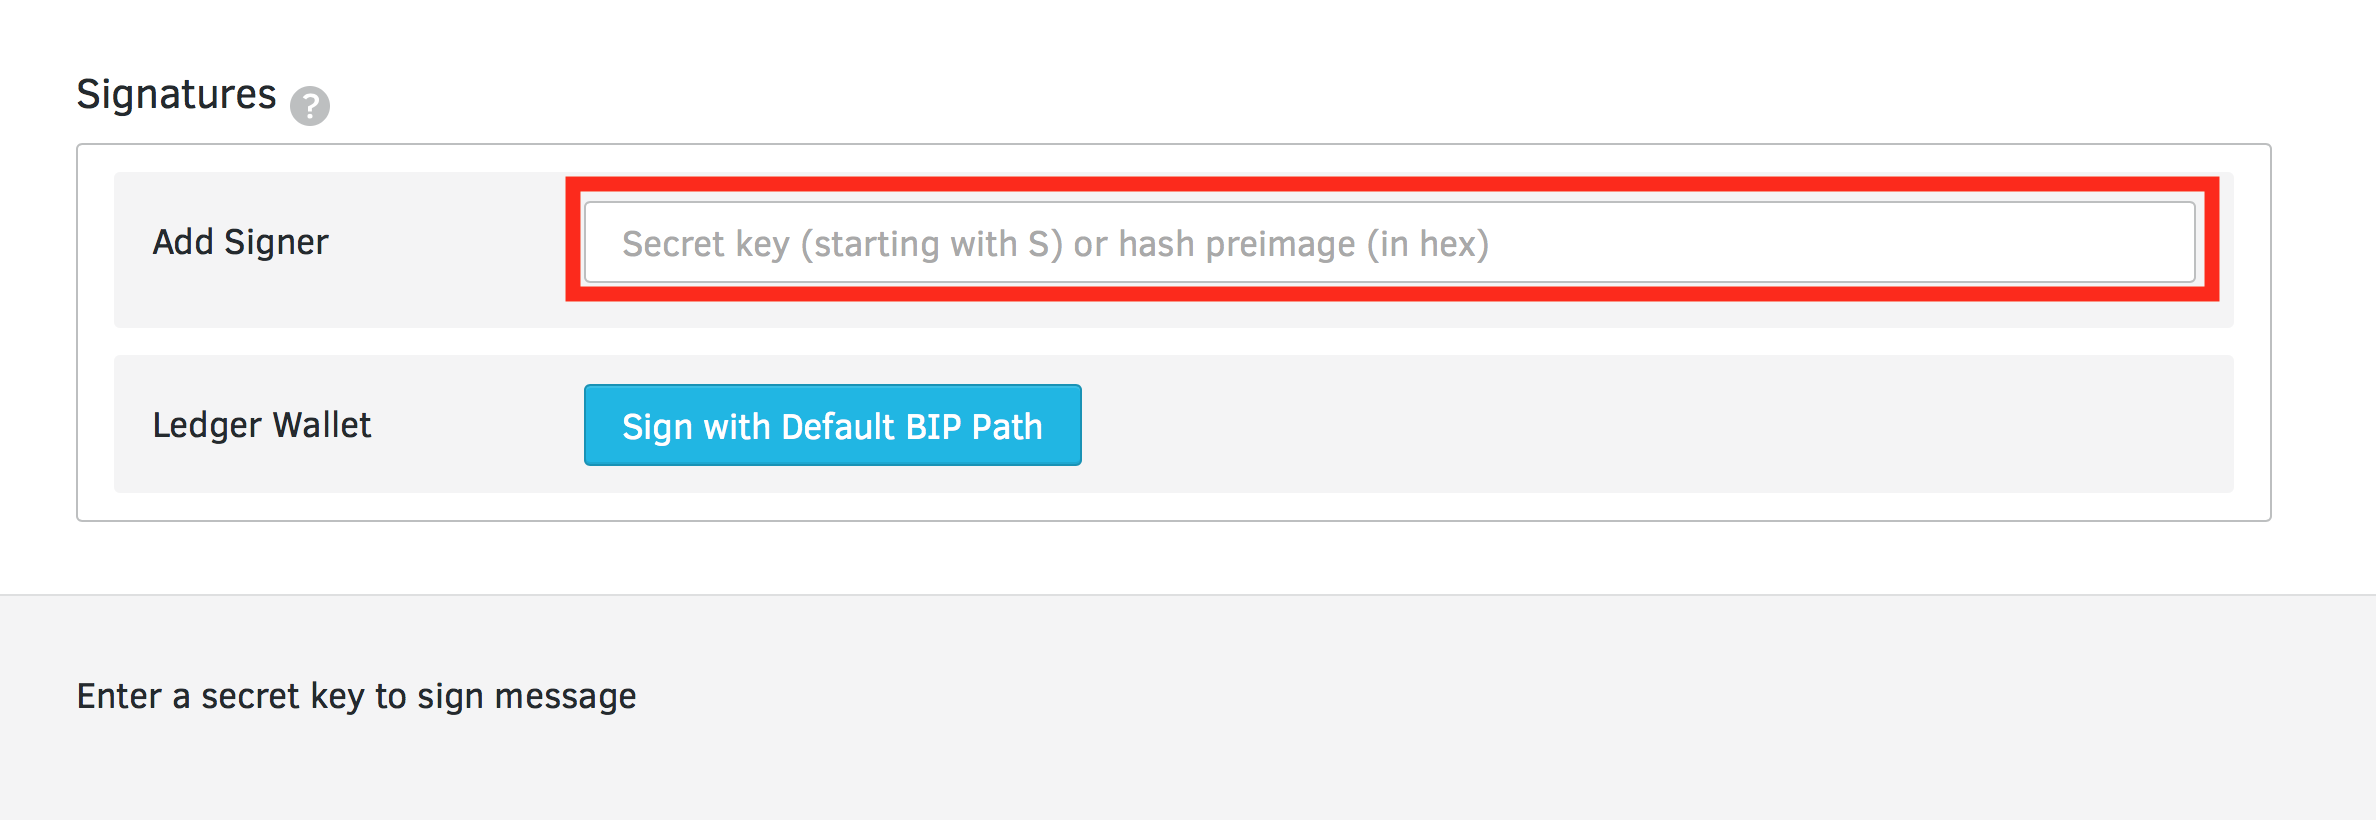 Signatures ?
Add Signer
Secret key (starting with S) or hash preimage (in hex)
Ledger Wallet
Sign with Default BIP Path
Enter a secret key to sign message